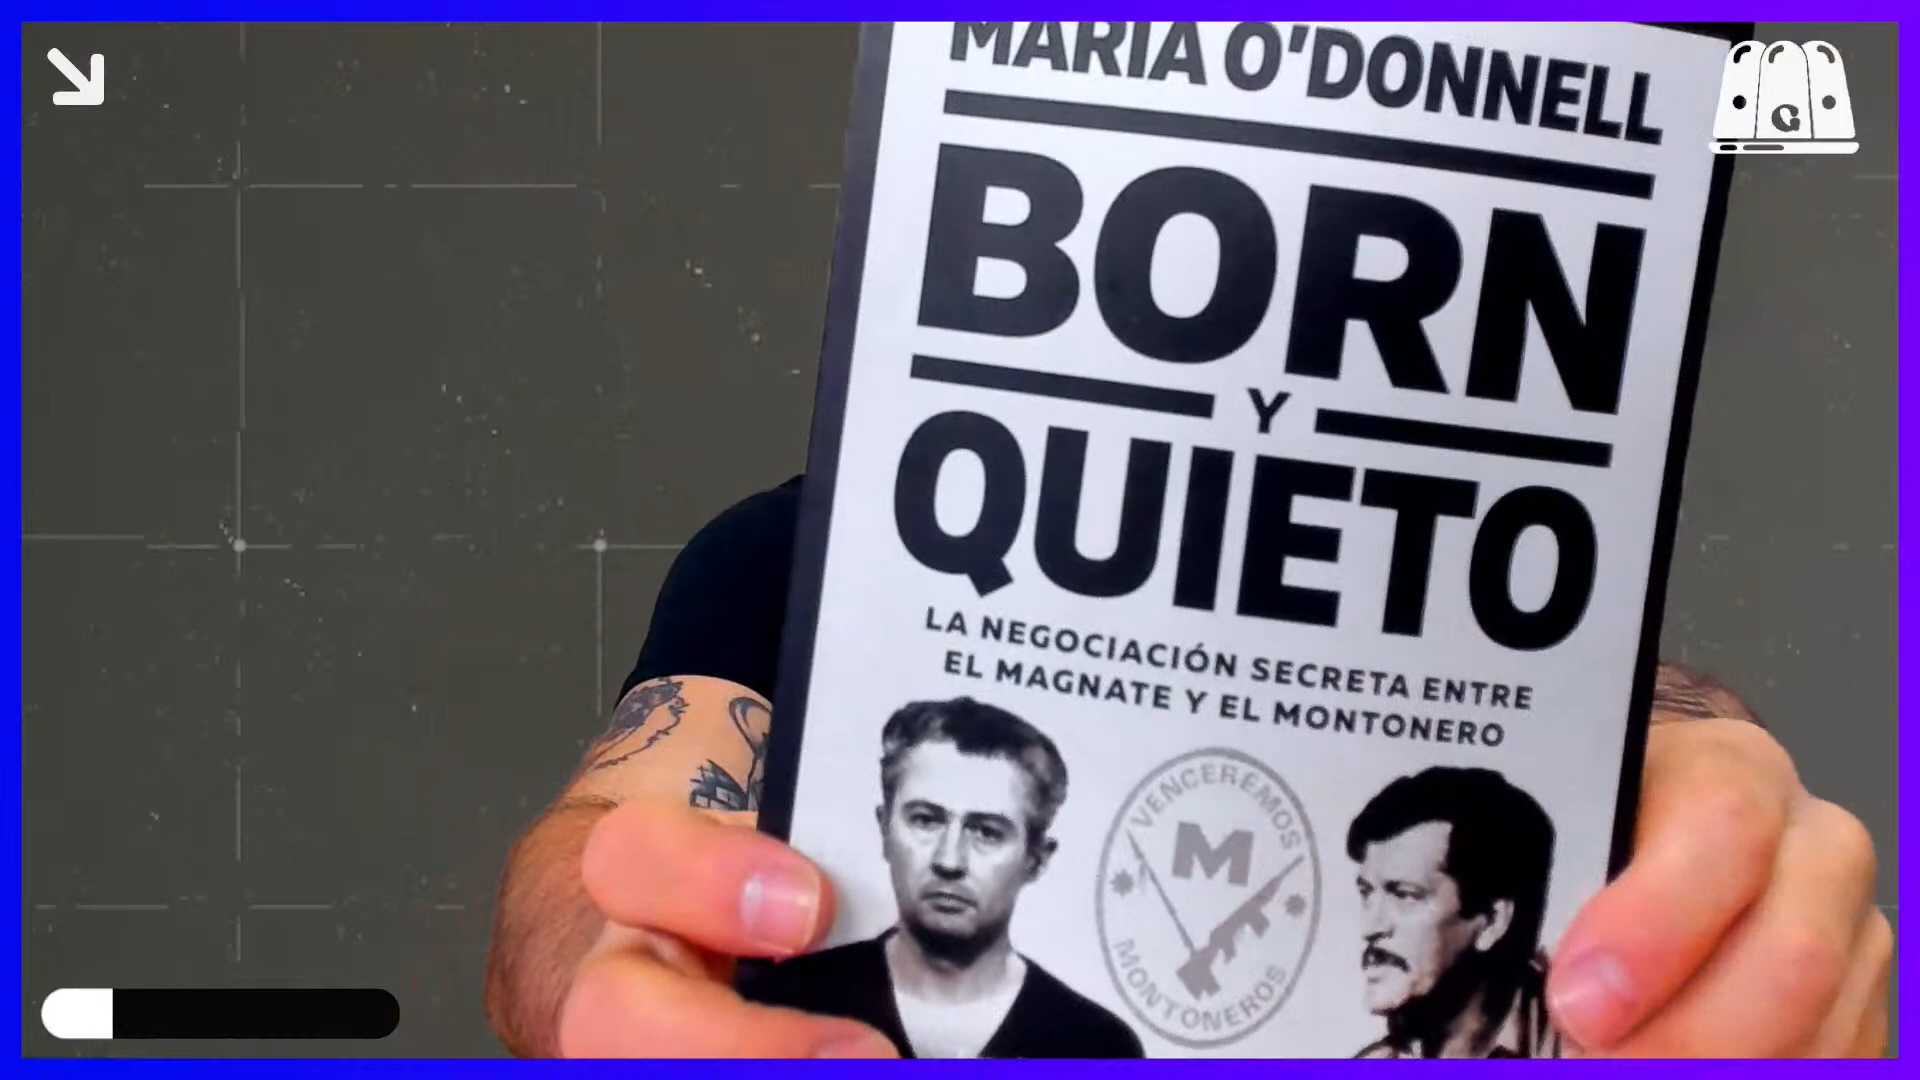 MARÍA O'DONNELL
BORN
Y
QUIETO
LA NEGOCIACIÓN SECRETA ENTRE
EL MAGNATE Y EL MONTONERO
VENCEREMOS
M
MONTONEROS
G